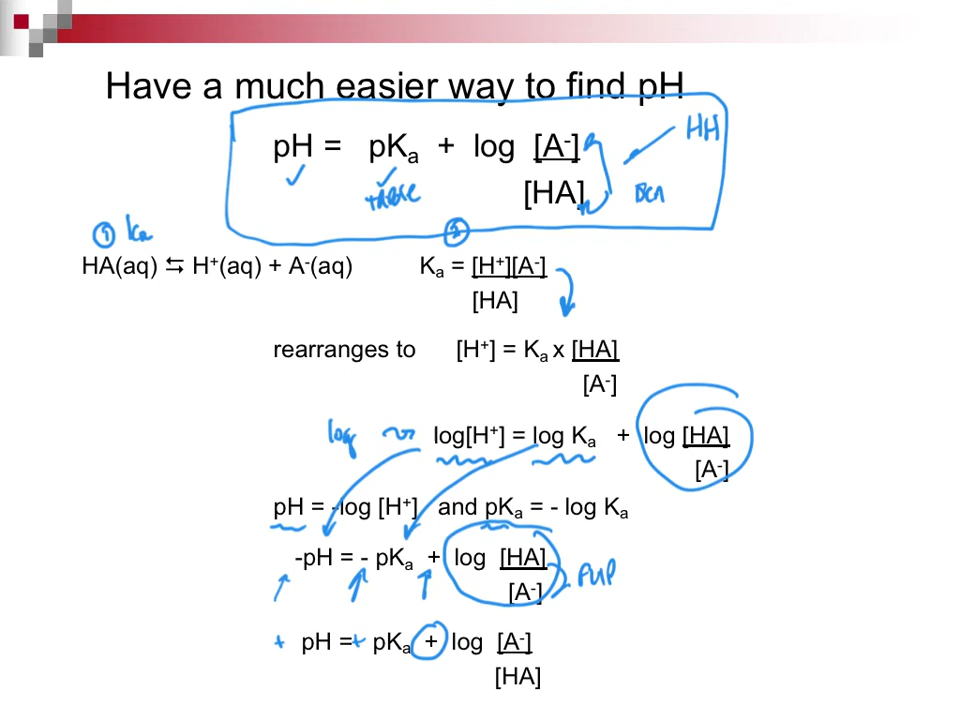 Have a much easier way to find pH
pH = pKₐ + log [A⁻]
HH
[HA]
table
① Ka
②
HA(aq) ⇆ H⁺(aq) + A⁻(aq) Kₐ = [H⁺][A⁻]
[HA]
rearranges to [H⁺] = Kₐ x [HA]
[A⁻]
log log[H⁺] = log Kₐ + log [HA]
[A⁻]
pH = -log [H⁺] and pKₐ = - log Kₐ
-pH = - pKₐ + log [HA]
[A⁻] FLIP
+ pH = + pKₐ + log [A⁻]
[HA]